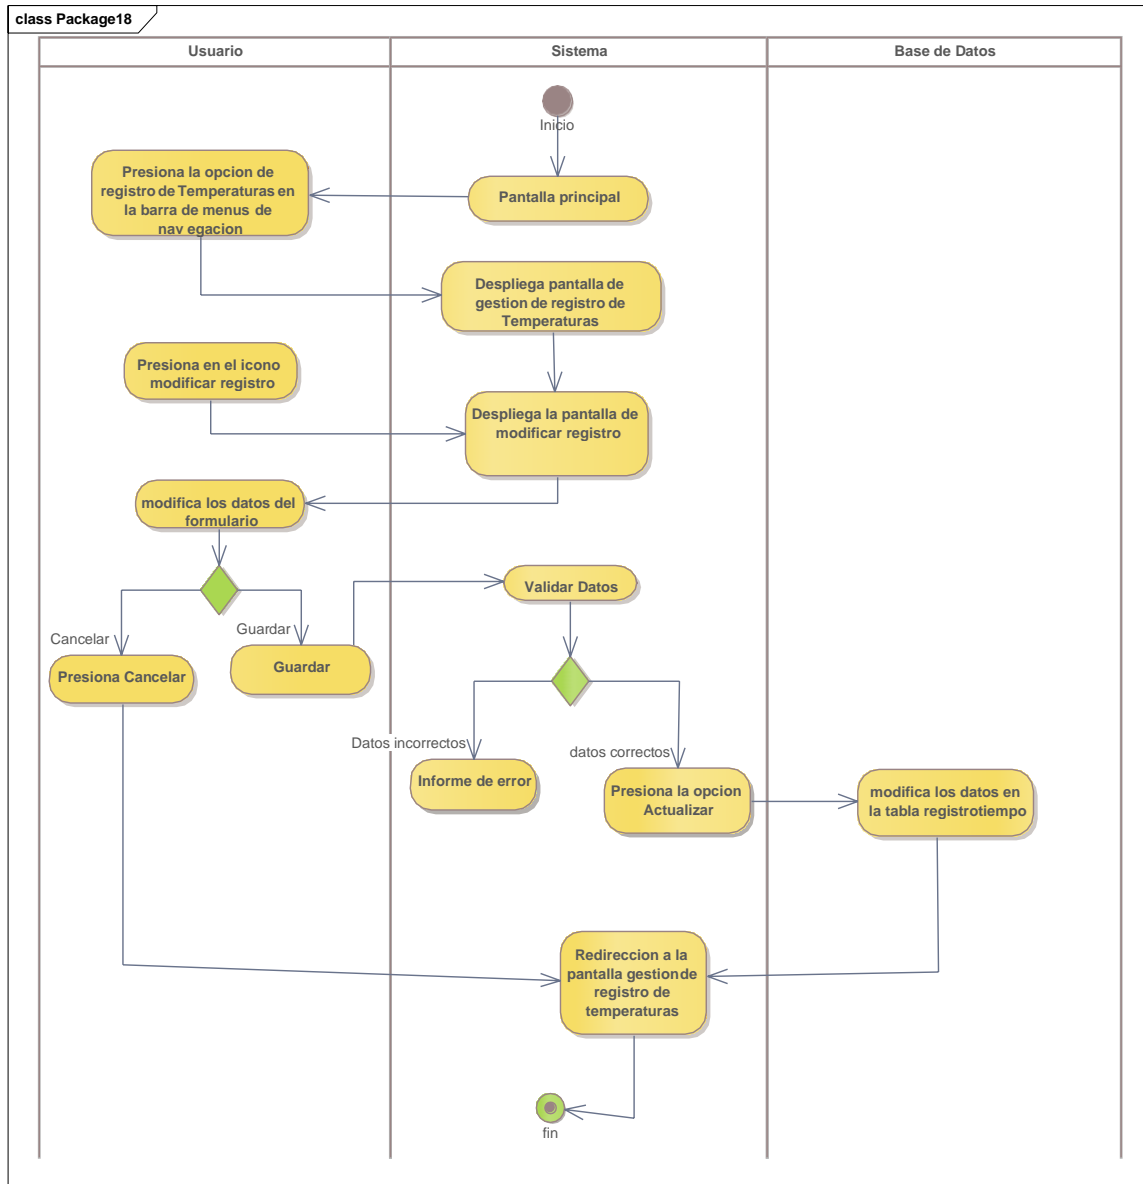 class Package18
Usuario
Sistema
Base de Datos
Inicio
Presiona la opcion de
registro de Temperaturas en
la barra de menus de
nav egacion
Pantalla principal
Despliega pantalla de
gestion de registro de
Temperaturas
Presiona en el icono
modificar registro
Despliega la pantalla de
modificar registro
modifica los datos del
formulario
Validar Datos
Cancelar
Guardar
Presiona Cancelar
Guardar
Datos incorrectos
datos correctos
Informe de error
Presiona la opcion
Actualizar
modifica los datos en
la tabla registrotiempo
Redireccion a la
pantalla gestion de
registro de
temperaturas
fin